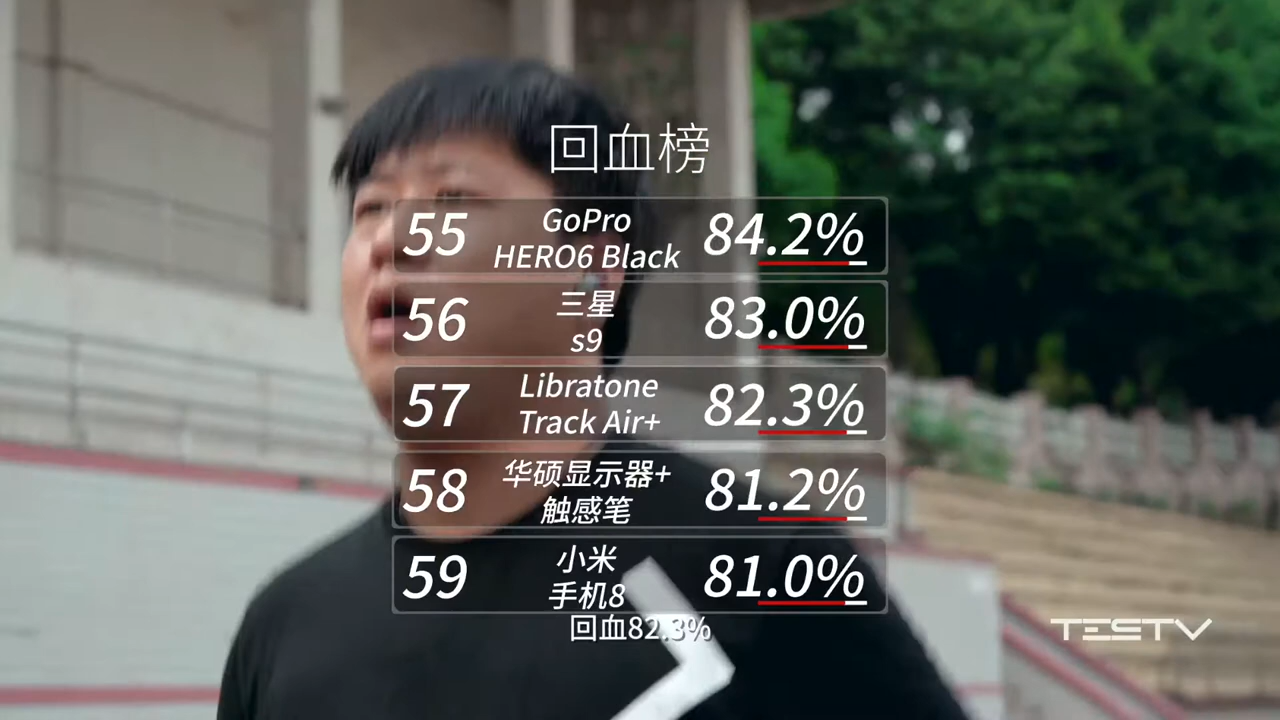 回血榜
55 GoPro HERO6 Black 84.2%
56 三星 s9 83.0%
57 Libratone Track Air+ 82.3%
58 华硕显示器+ 触感笔 81.2%
59 小米 手机8 81.0%
回血82.3%
TESTV